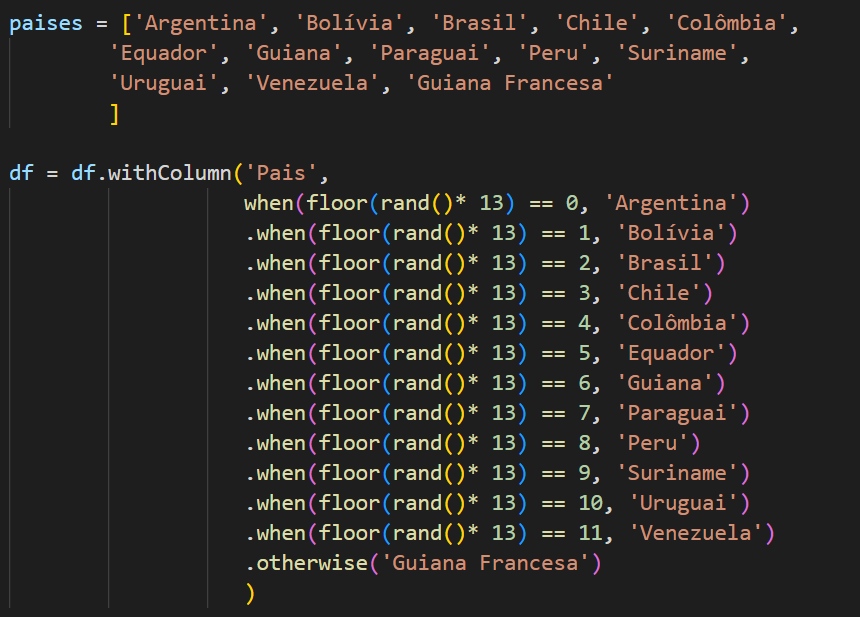 paises = ['Argentina', 'Bolívia', 'Brasil', 'Chile', 'Colômbia',
'Equador', 'Guiana', 'Paraguai', 'Peru', 'Suriname',
'Uruguai', 'Venezuela', 'Guiana Francesa'
]
df = df.withColumn('Pais',
when(floor(rand()* 13) == 0, 'Argentina')
.when(floor(rand()* 13) == 1, 'Bolívia')
.when(floor(rand()* 13) == 2, 'Brasil')
.when(floor(rand()* 13) == 3, 'Chile')
.when(floor(rand()* 13) == 4, 'Colômbia')
.when(floor(rand()* 13) == 5, 'Equador')
.when(floor(rand()* 13) == 6, 'Guiana')
.when(floor(rand()* 13) == 7, 'Paraguai')
.when(floor(rand()* 13) == 8, 'Peru')
.when(floor(rand()* 13) == 9, 'Suriname')
.when(floor(rand()* 13) == 10, 'Uruguai')
.when(floor(rand()* 13) == 11, 'Venezuela')
.otherwise('Guiana Francesa')
)